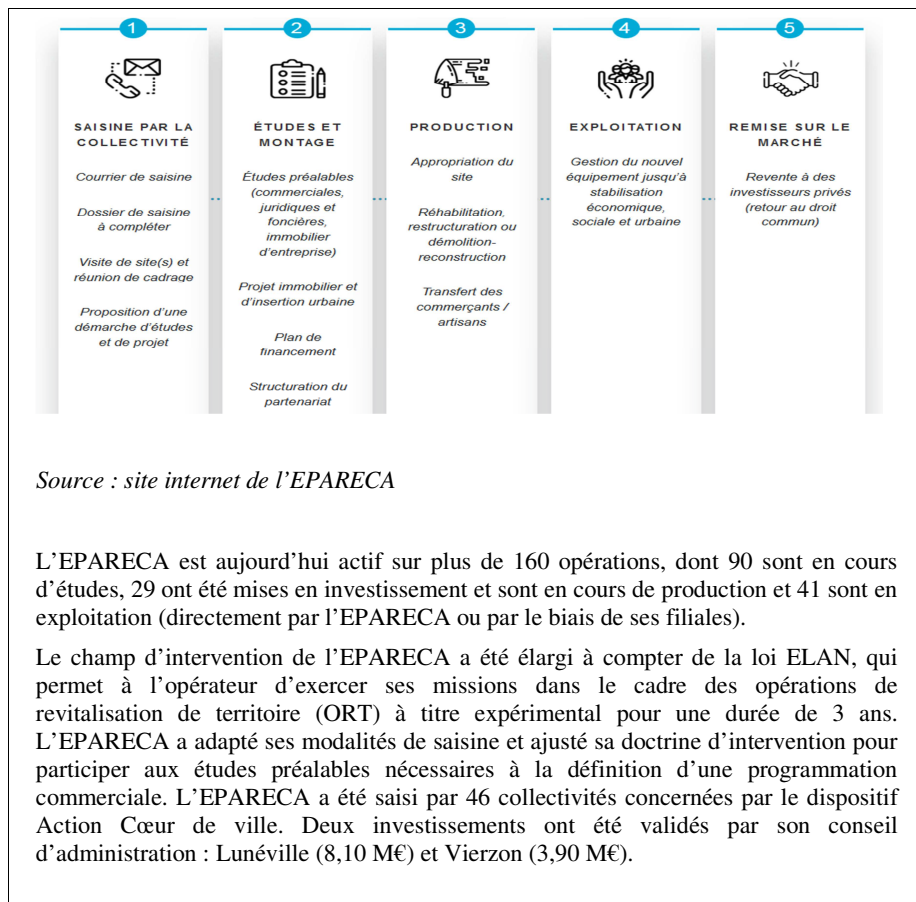 1
SAISINE PAR LA
COLLECTIVITÉ
Courrier de saisine
Dossier de saisine
à compléter
Visite de site(s) et
réunion de cadrage
Proposition d'une
démarche d'études
et de projet
2
ÉTUDES ET
MONTAGE
Études préalables
(commerciales,
juridiques et
foncières,
immobilier
d'entreprise)
Projet immobilier et
d'insertion urbaine
Plan de
financement
Structuration du
partenariat
3
PRODUCTION
Appropriation du
site
Réhabilitation,
restructuration ou
démolition-
reconstruction
Transfert des
commerçants /
artisans
4
EXPLOITATION
Gestion du nouvel
équipement jusqu'à
stabilisation
économique,
sociale et urbaine
5
REMISE SUR LE
MARCHÉ
Revente à des
investisseurs privés
(retour au droit
commun)
Source : site internet de l'EPARECA
L'EPARECA est aujourd'hui actif sur plus de 160 opérations, dont 90 sont en cours
d'études, 29 ont été mises en investissement et sont en cours de production et 41 sont en
exploitation (directement par l'EPARECA ou par le biais de ses filiales).
Le champ d'intervention de l'EPARECA a été élargi à compter de la loi ELAN, qui
permet à l'opérateur d'exercer ses missions dans le cadre des opérations de
revitalisation de territoire (ORT) à titre expérimental pour une durée de 3 ans.
L'EPARECA a adapté ses modalités de saisine et ajusté sa doctrine d'intervention pour
participer aux études préalables nécessaires à la définition d'une programmation
commerciale. L'EPARECA a été saisi par 46 collectivités concernées par le dispositif
Action Cœur de ville. Deux investissements ont été validés par son conseil
d'administration : Lunéville (8,10 M€) et Vierzon (3,90 M€).